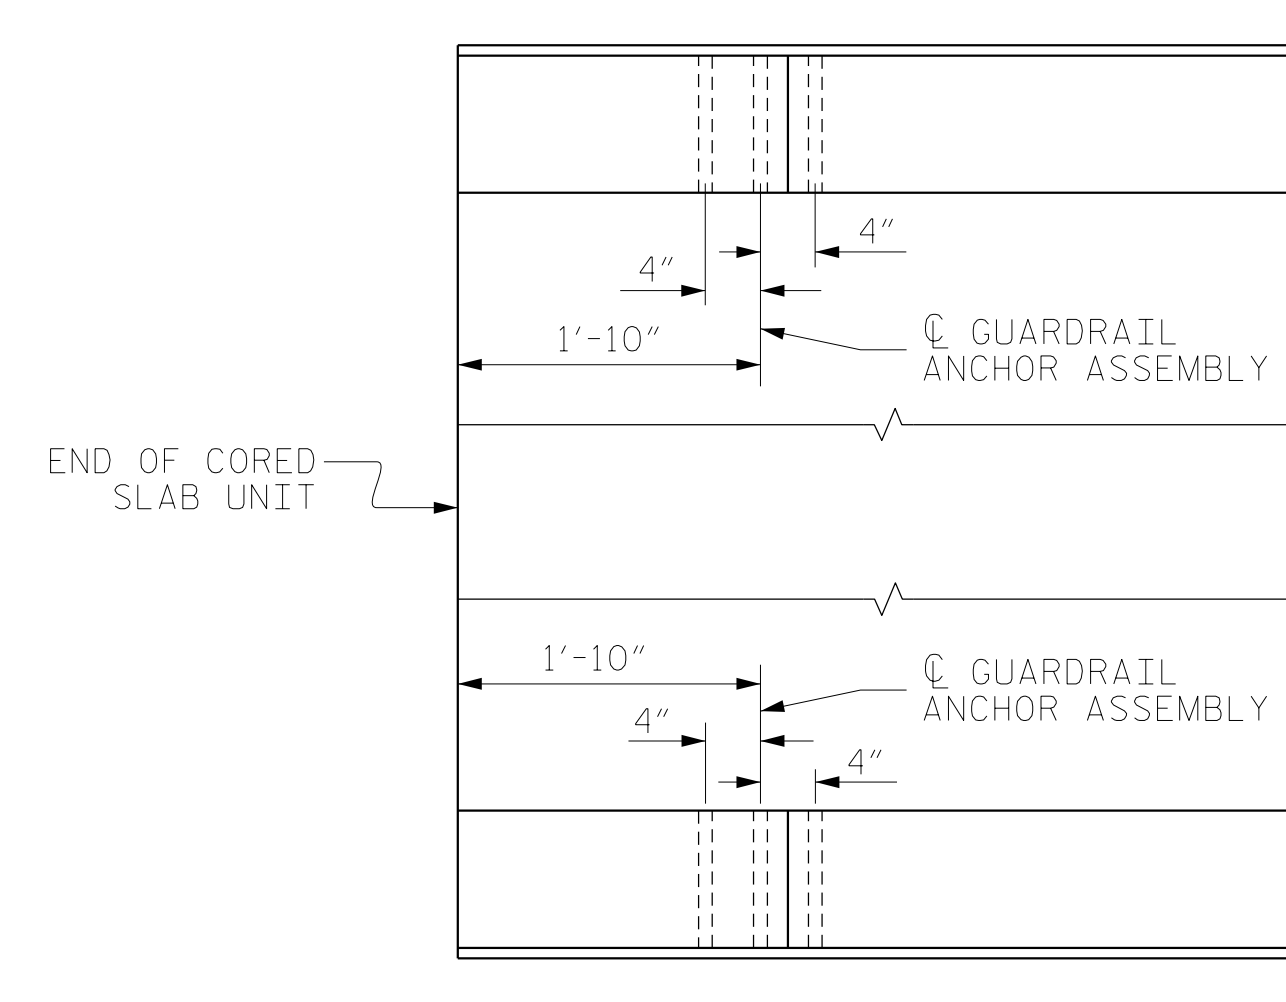 4″
4″
1′-10″
℄ GUARDRAIL
ANCHOR ASSEMBLY
END OF CORED
SLAB UNIT
1′-10″
℄ GUARDRAIL
ANCHOR ASSEMBLY
4″
4″